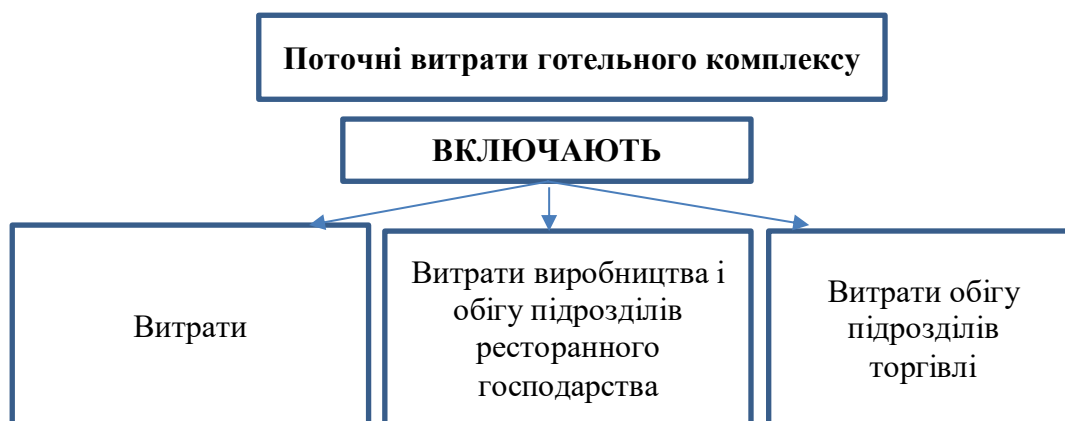 Поточні витрати готельного комплексу
ВКЛЮЧАЮТЬ
Витрати
Витрати виробництва і
обігу підрозділів
ресторанного
господарства
Витрати обігу
підрозділів
торгівлі